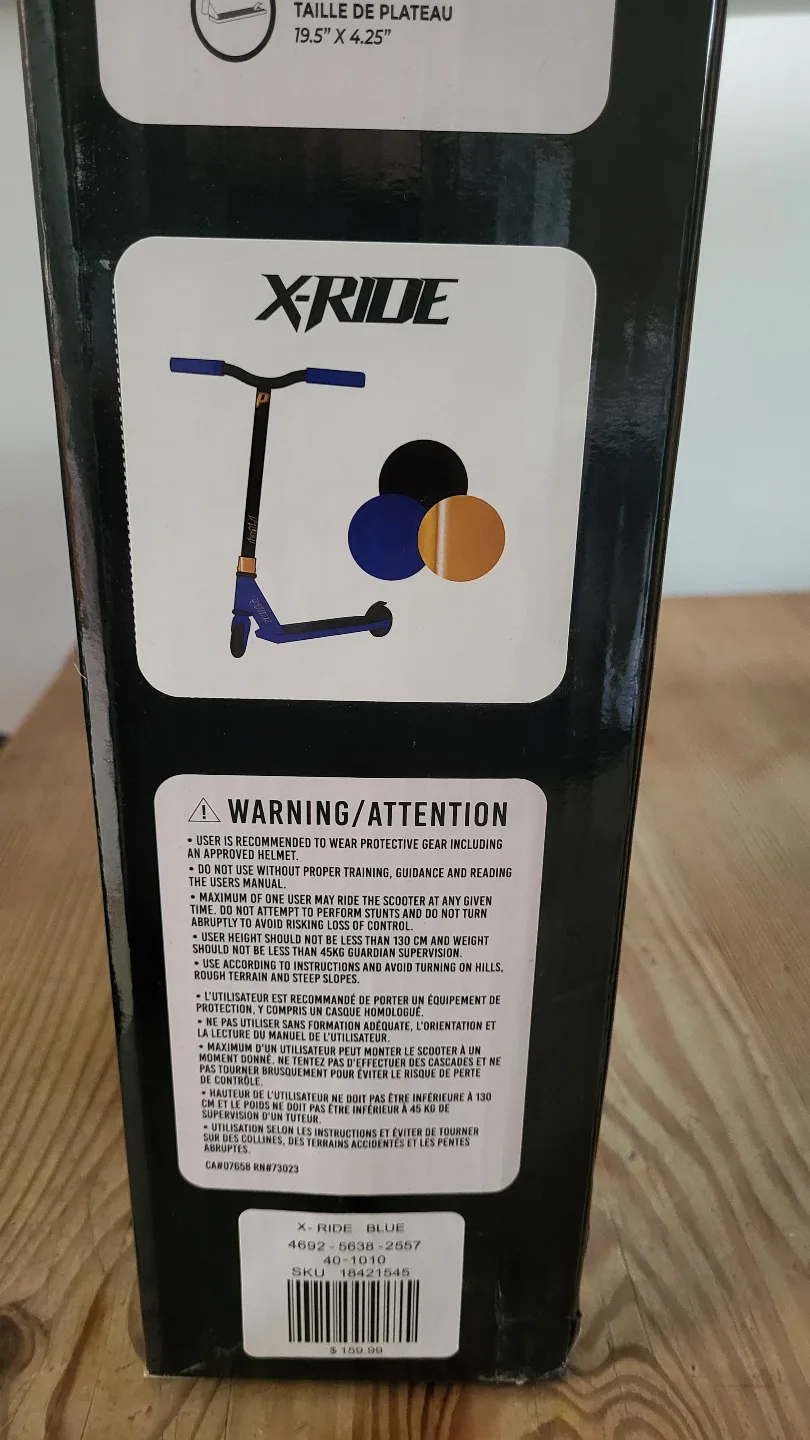 TAILLE DE PLATEAU
19.5" X 4.25"
X-RIDE
P
X-RIDE
WARNING/ATTENTION
• USER IS RECOMMENDED TO WEAR PROTECTIVE GEAR INCLUDING
AN APPROVED HELMET.
• DO NOT USE WITHOUT PROPER TRAINING, GUIDANCE AND READING
THE USERS MANUAL.
• MAXIMUM OF ONE USER MAY RIDE THE SCOOTER AT ANY GIVEN
TIME. DO NOT ATTEMPT TO PERFORM STUNTS AND DO NOT TURN
ABRUPTLY TO AVOID RISKING LOSS OF CONTROL.
• USER HEIGHT SHOULD NOT BE LESS THAN 130 CM AND WEIGHT
SHOULD NOT BE LESS THAN 45KG GUARDIAN SUPERVISION.
• USE ACCORDING TO INSTRUCTIONS AND AVOID TURNING ON HILLS,
ROUGH TERRAIN AND STEEP SLOPES.
• L'UTILISATEUR EST RECOMMANDÉ DE PORTER UN ÉQUIPEMENT DE
PROTECTION, Y COMPRIS UN CASQUE HOMOLOGUÉ.
• NE PAS UTILISER SANS FORMATION ADÉQUATE, L'ORIENTATION ET
LA LECTURE DU MANUEL DE L'UTILISATEUR.
• MAXIMUM D'UN UTILISATEUR PEUT MONTER LE SCOOTER À UN
MOMENT DONNÉ. NE TENTEZ PAS D'EFFECTUER DES CASCADES ET NE
PAS TOURNER BRUSQUEMENT POUR ÉVITER LE RISQUE DE PERTE
DE CONTRÔLE.
• HAUTEUR DE L'UTILISATEUR NE DOIT PAS ÊTRE INFÉRIEURE À 130
CM ET LE POIDS NE DOIT PAS ÊTRE INFÉRIEUR À 45 KG DE
SUPERVISION D'UN TUTEUR.
• UTILISATION SELON LES INSTRUCTIONS ET ÉVITER DE TOURNER
SUR DES COLLINES, DES TERRAINS ACCIDENTÉS ET LES PENTES
ABRUPTES.
CA#07658 RN#73023
X- RIDE BLUE
4692-5638-2557
40-1010
SKU 18421545
$ 159.99